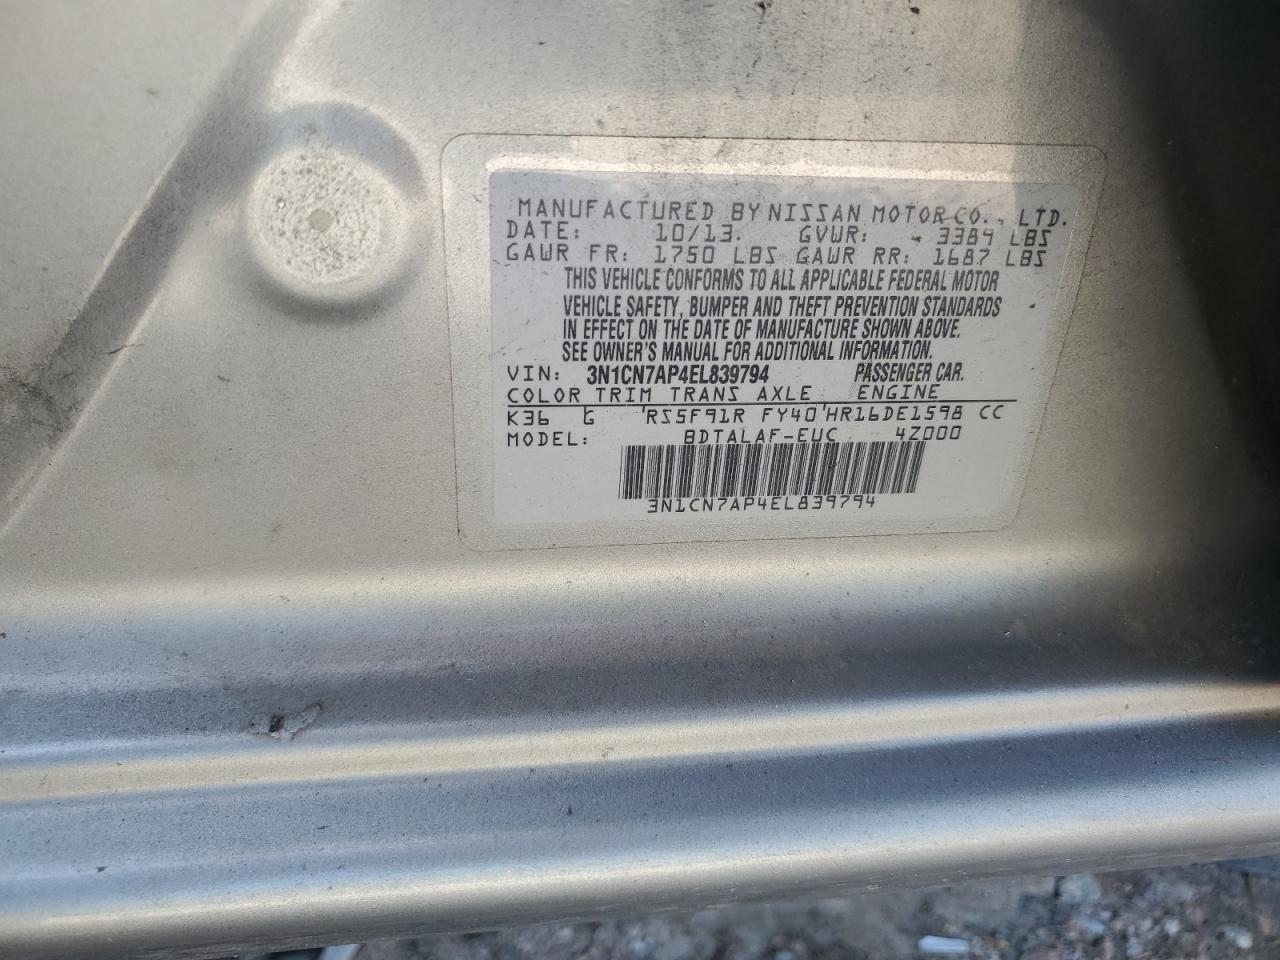 MANUFACTURED BY NISSAN MOTOR CO., LTD.
DATE: 10/13. GVWR: 3389 LBS
GAWR FR: 1750 LBS GAWR RR: 1687 LBS
THIS VEHICLE CONFORMS TO ALL APPLICABLE FEDERAL MOTOR
VEHICLE SAFETY, BUMPER AND THEFT PREVENTION STANDARDS
IN EFFECT ON THE DATE OF MANUFACTURE SHOWN ABOVE.
SEE OWNER'S MANUAL FOR ADDITIONAL INFORMATION.
VIN: 3N1CN7AP4EL839794 PASSENGER CAR.
COLOR TRIM TRANS AXLE ENGINE
K36 G RS5F91R FY40 HR16DE1598 CC
MODEL: BDTALAF-EUC 4Z000
3N1CN7AP4EL839794